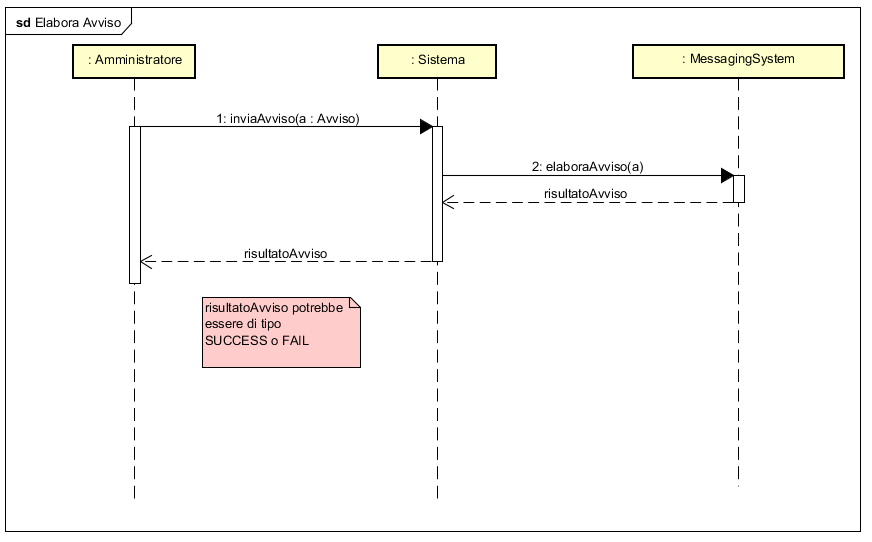 sd Elabora Avviso
: Amministratore
: Sistema
: MessagingSystem
1: inviaAvviso(a : Avviso)
2: elaboraAvviso(a)
risultatoAvviso
risultatoAvviso
risultatoAvviso potrebbe
essere di tipo
SUCCESS o FAIL